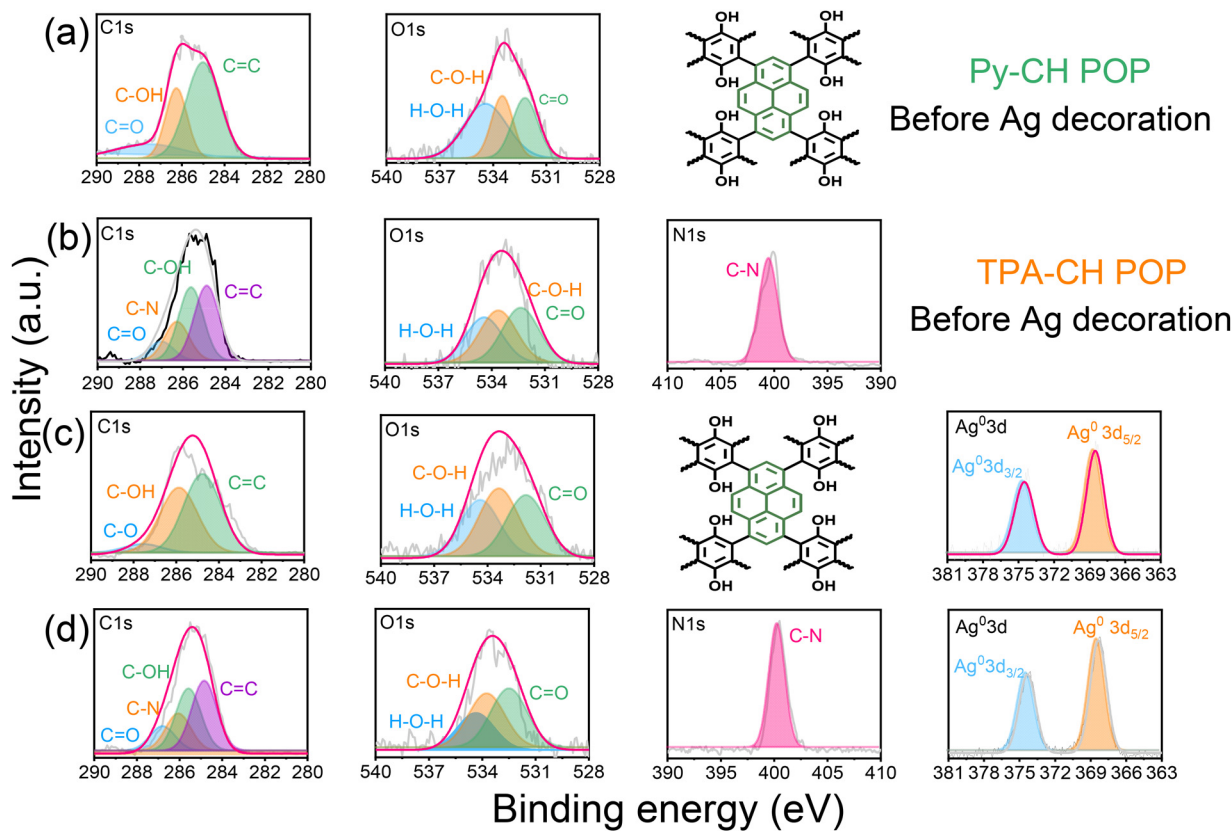 Intensity (a.u.)
(a)
C1s
C=C
C-OH
C=O
290 288 286 284 282 280
O1s
C-O-H
H-O-H
C=O
540 537 534 531 528
OH OH
OH OH
OH OH
OH OH
Py-CH POP
Before Ag decoration
(b)
C1s
C-OH
C-N
C=O
C=C
290 288 286 284 282 280
O1s
C-O-H
H-O-H
C=O
540 537 534 531 528
N1s
C-N
410 405 400 395 390
TPA-CH POP
Before Ag decoration
(c)
C1s
C=C
C-OH
C-O
290 288 286 284 282 280
O1s
C-O-H
H-O-H
C=O
540 537 534 531 528
OH OH
OH OH
OH OH
OH OH
Ag⁰3d
Ag⁰ 3d5/2
Ag⁰3d3/2
381 378 375 372 369 366 363
(d)
C1s
C-OH
C-N
C=O
C=C
290 288 286 284 282 280
O1s
C-O-H
C=O
H-O-H
540 537 534 531 528
N1s
C-N
390 395 400 405 410
Ag⁰3d
Ag⁰ 3d5/2
Ag⁰3d3/2
381 378 375 372 369 366 363
Binding energy (eV)